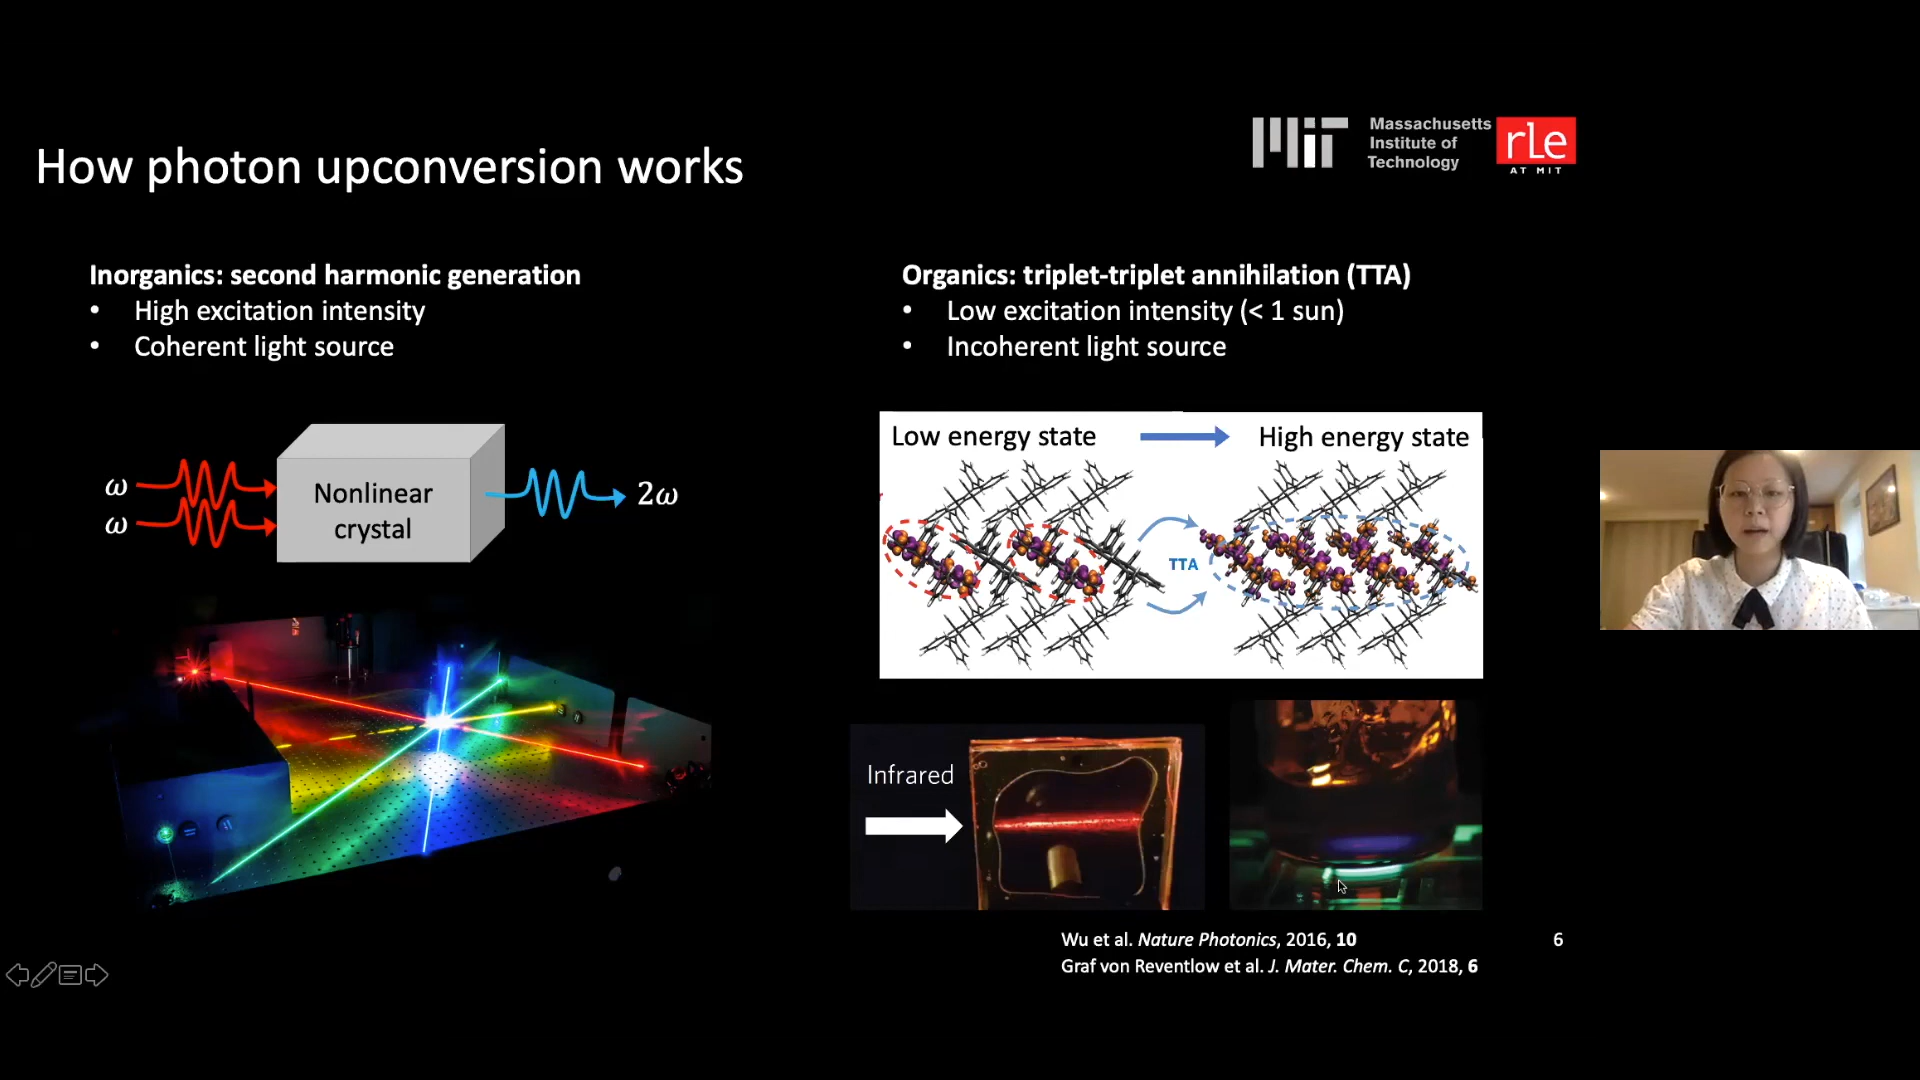 How photon upconversion works
Massachusetts
Institute of
Technology
rLe
AT MIT
Inorganics: second harmonic generation
• High excitation intensity
• Coherent light source
Organics: triplet-triplet annihilation (TTA)
• Low excitation intensity (< 1 sun)
• Incoherent light source
ω
ω
Nonlinear
crystal
2ω
Low energy state
High energy state
TTA
Infrared
Wu et al. Nature Photonics, 2016, 10
Graf von Reventlow et al. J. Mater. Chem. C, 2018, 6
6